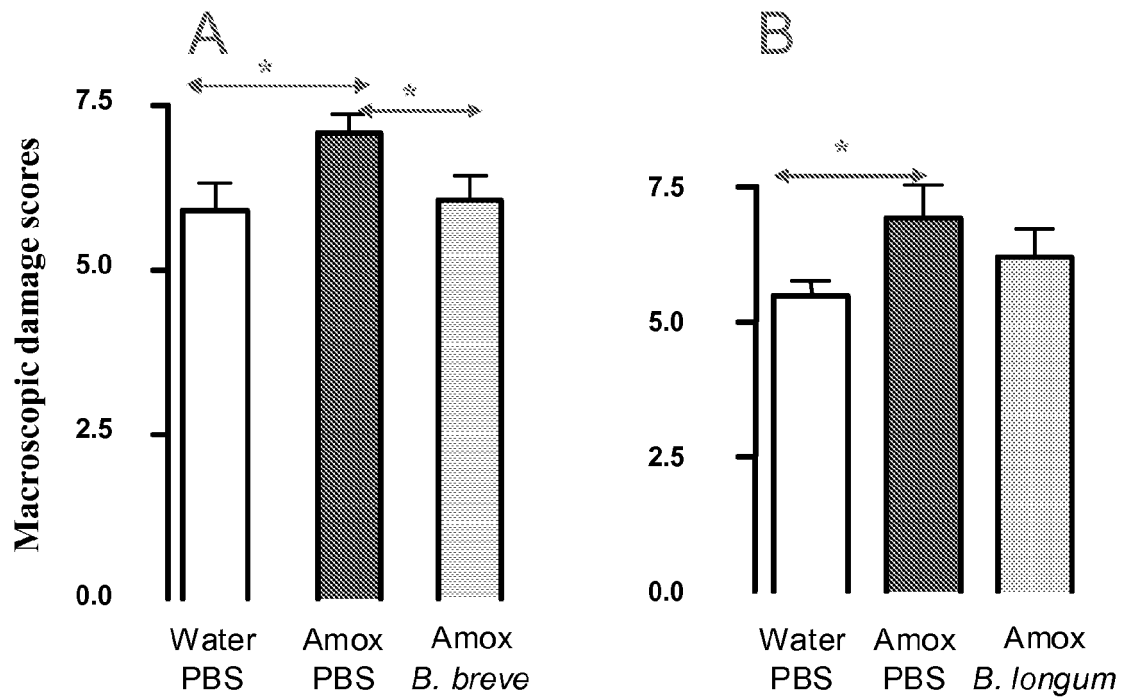 A
*
*
7.5
5.0
2.5
0.0
Macroscopic damage scores
Water
PBS
Amox
PBS
Amox
B. breve
B
*
7.5
5.0
2.5
0.0
Water
PBS
Amox
PBS
Amox
B. longum